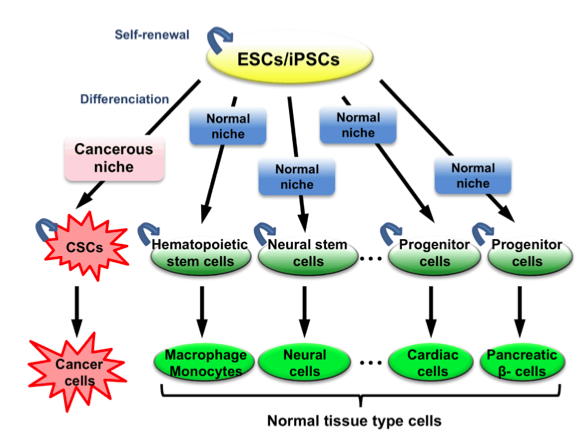 Self-renewal
ESCs/iPSCs
Differenciation
Normal
niche
Normal
niche
Cancerous
niche
Normal
niche
Normal
niche
CSCs
Hematopoietic
stem cells
Neural stem
cells
...
Progenitor
cells
Progenitor
cells
Cancer
cells
Macrophage
Monocytes
Neural
cells
...
Cardiac
cells
Pancreatic
β- cells
Normal tissue type cells